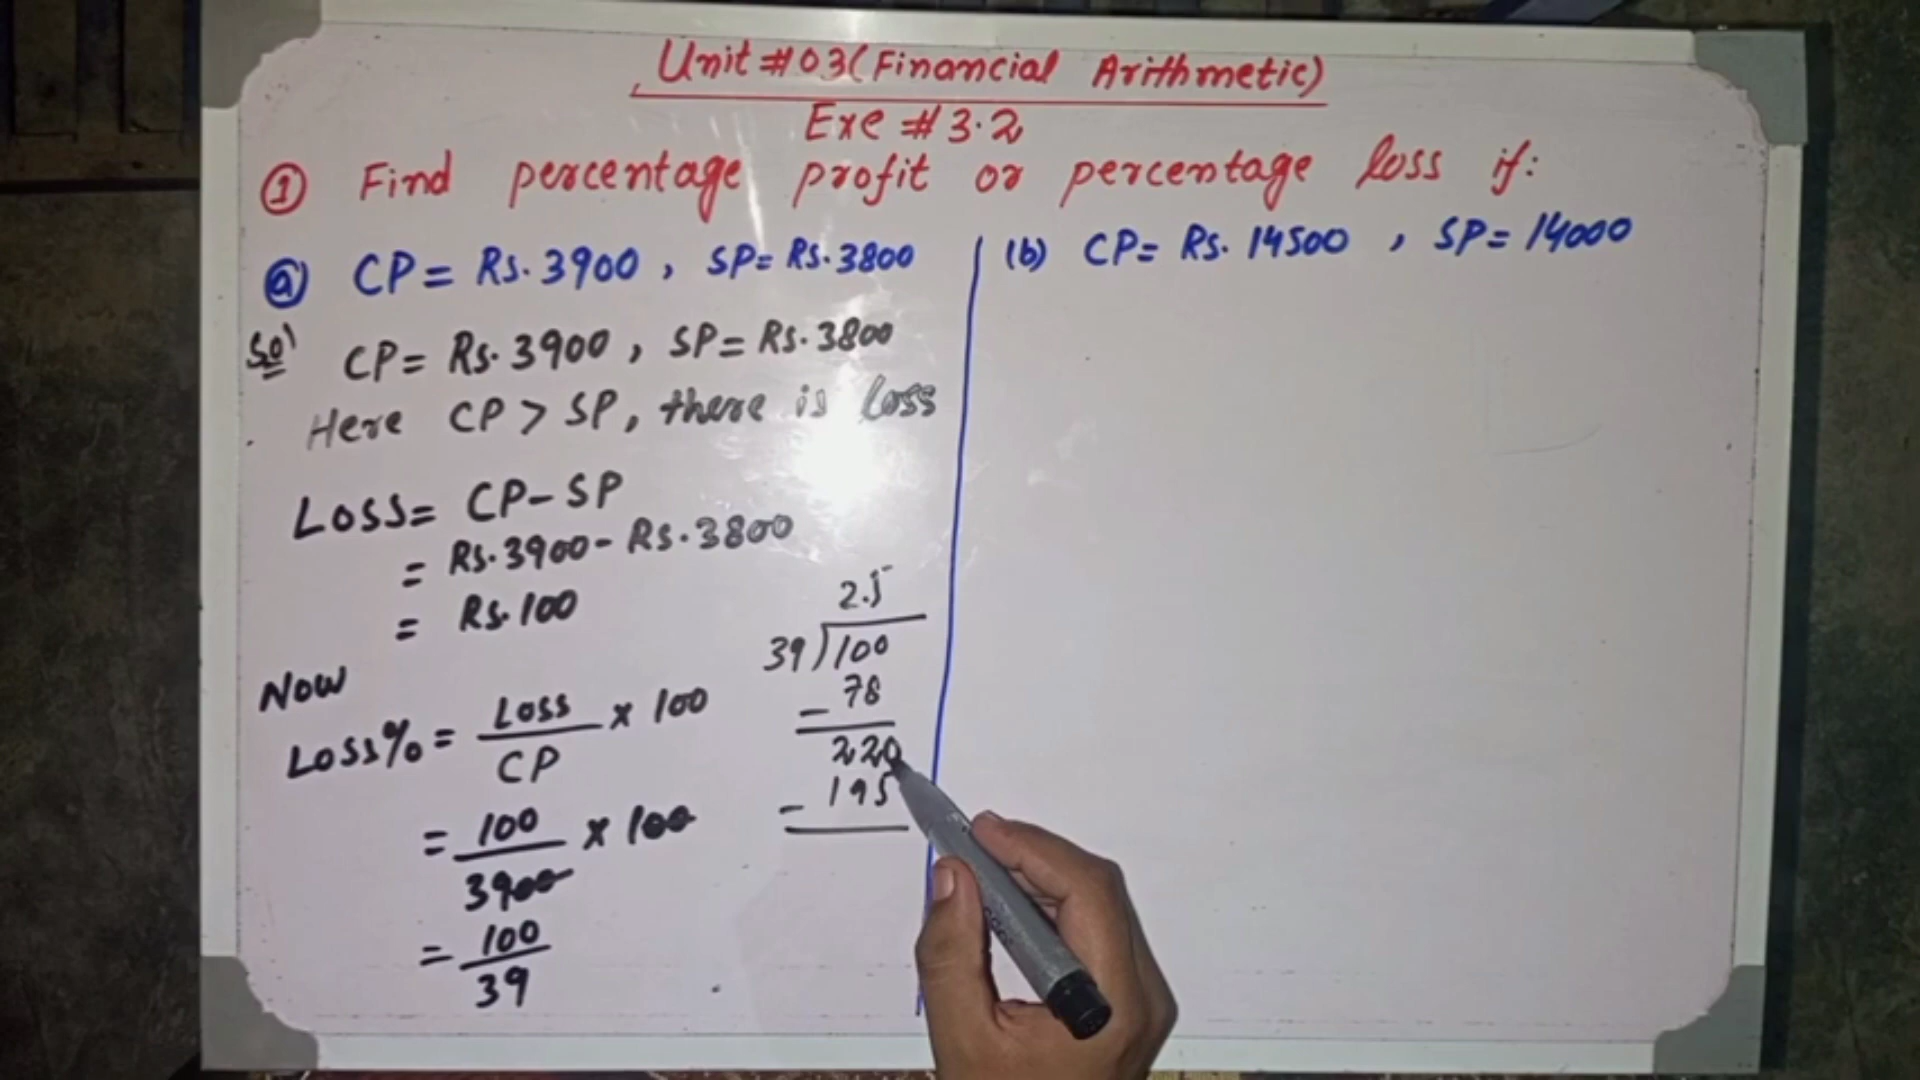 Unit #03 (Financial Arithmetic)
Exe #3.2
① Find percentage profit or percentage loss if:
ⓐ CP = Rs. 3900 , SP = Rs. 3800
Sol CP = Rs. 3900 , SP = Rs. 3800
Here CP > SP, there is loss
Loss = CP - SP
= Rs. 3900 - Rs. 3800
= Rs. 100
Now
Loss% = Loss/CP × 100
= 100/3900 × 100
= 100/39
2.5
39)100
- 78
220
- 195
(b) CP = Rs. 14500 , SP = 14000